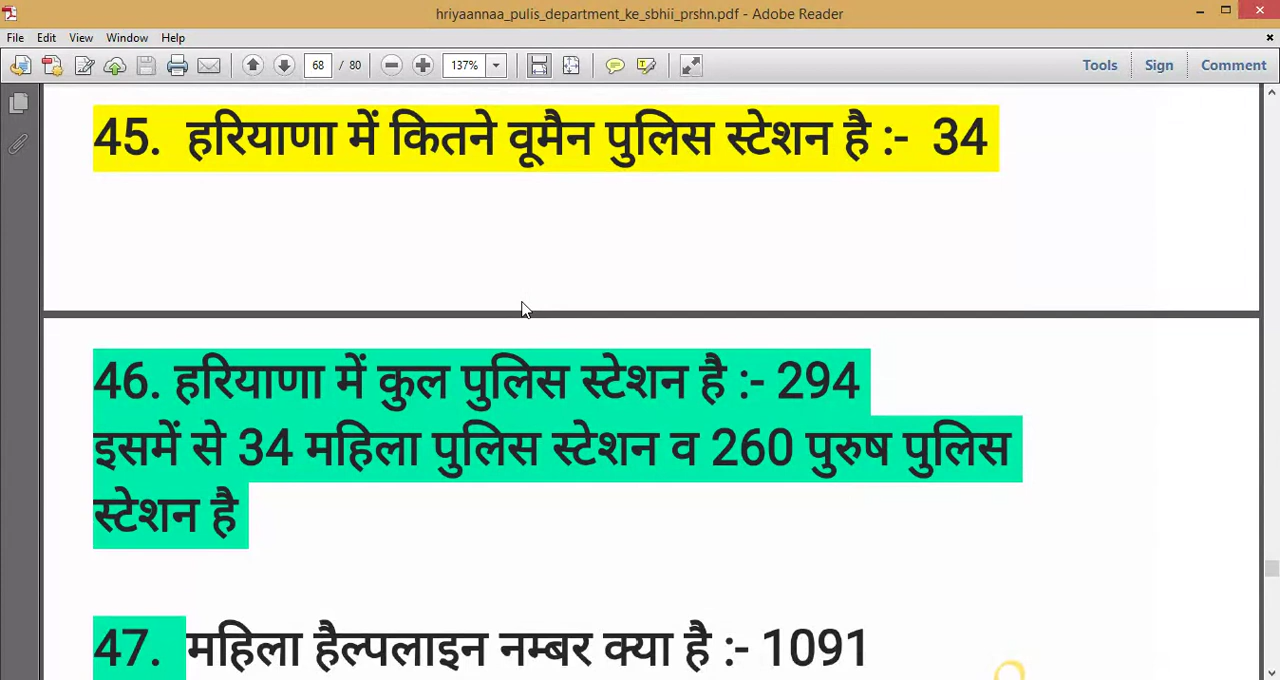 hriyaannaa_pulis_department_ke_sbhii_prshn.pdf - Adobe Reader
File Edit View Window Help
68 / 80 137% Tools Sign Comment
45. हरियाणा में कितने वूमैन पुलिस स्टेशन है :- 34
46. हरियाणा में कुल पुलिस स्टेशन है :- 294
इसमें से 34 महिला पुलिस स्टेशन व 260 पुरुष पुलिस
स्टेशन है
47. महिला हैल्पलाइन नम्बर क्या है :- 1091